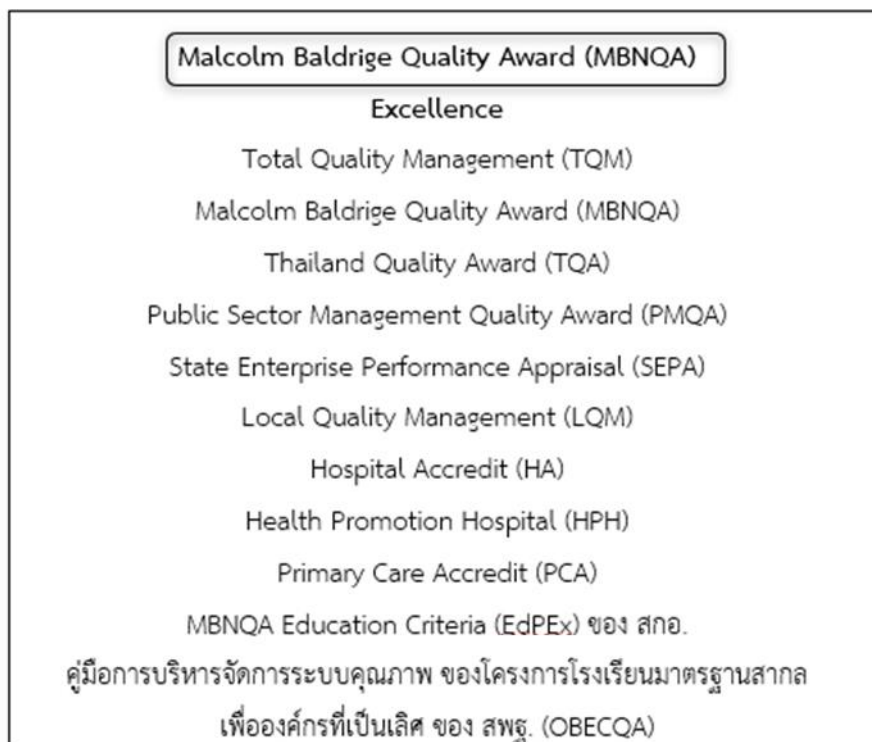 Malcolm Baldrige Quality Award (MBNQA)
Excellence
Total Quality Management (TQM)
Malcolm Baldrige Quality Award (MBNQA)
Thailand Quality Award (TQA)
Public Sector Management Quality Award (PMQA)
State Enterprise Performance Appraisal (SEPA)
Local Quality Management (LQM)
Hospital Accredit (HA)
Health Promotion Hospital (HPH)
Primary Care Accredit (PCA)
MBNQA Education Criteria (EdPEx) ของ สกอ.
คู่มือการบริหารจัดการระบบคุณภาพ ของโครงการโรงเรียนมาตรฐานสากล
เพื่อองค์กรที่เป็นเลิศ ของ สพฐ. (OBECQA)